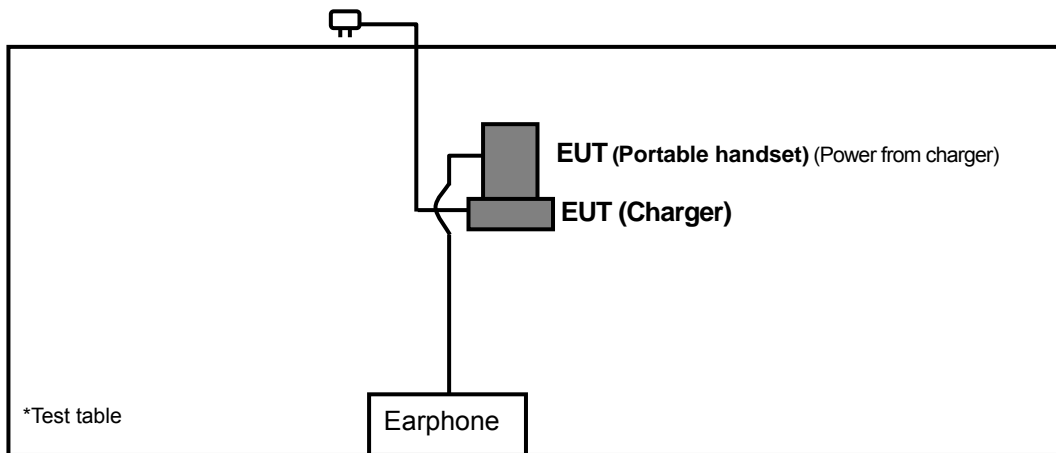 EUT (Portable handset) (Power from charger)
EUT (Charger)
*Test table
Earphone